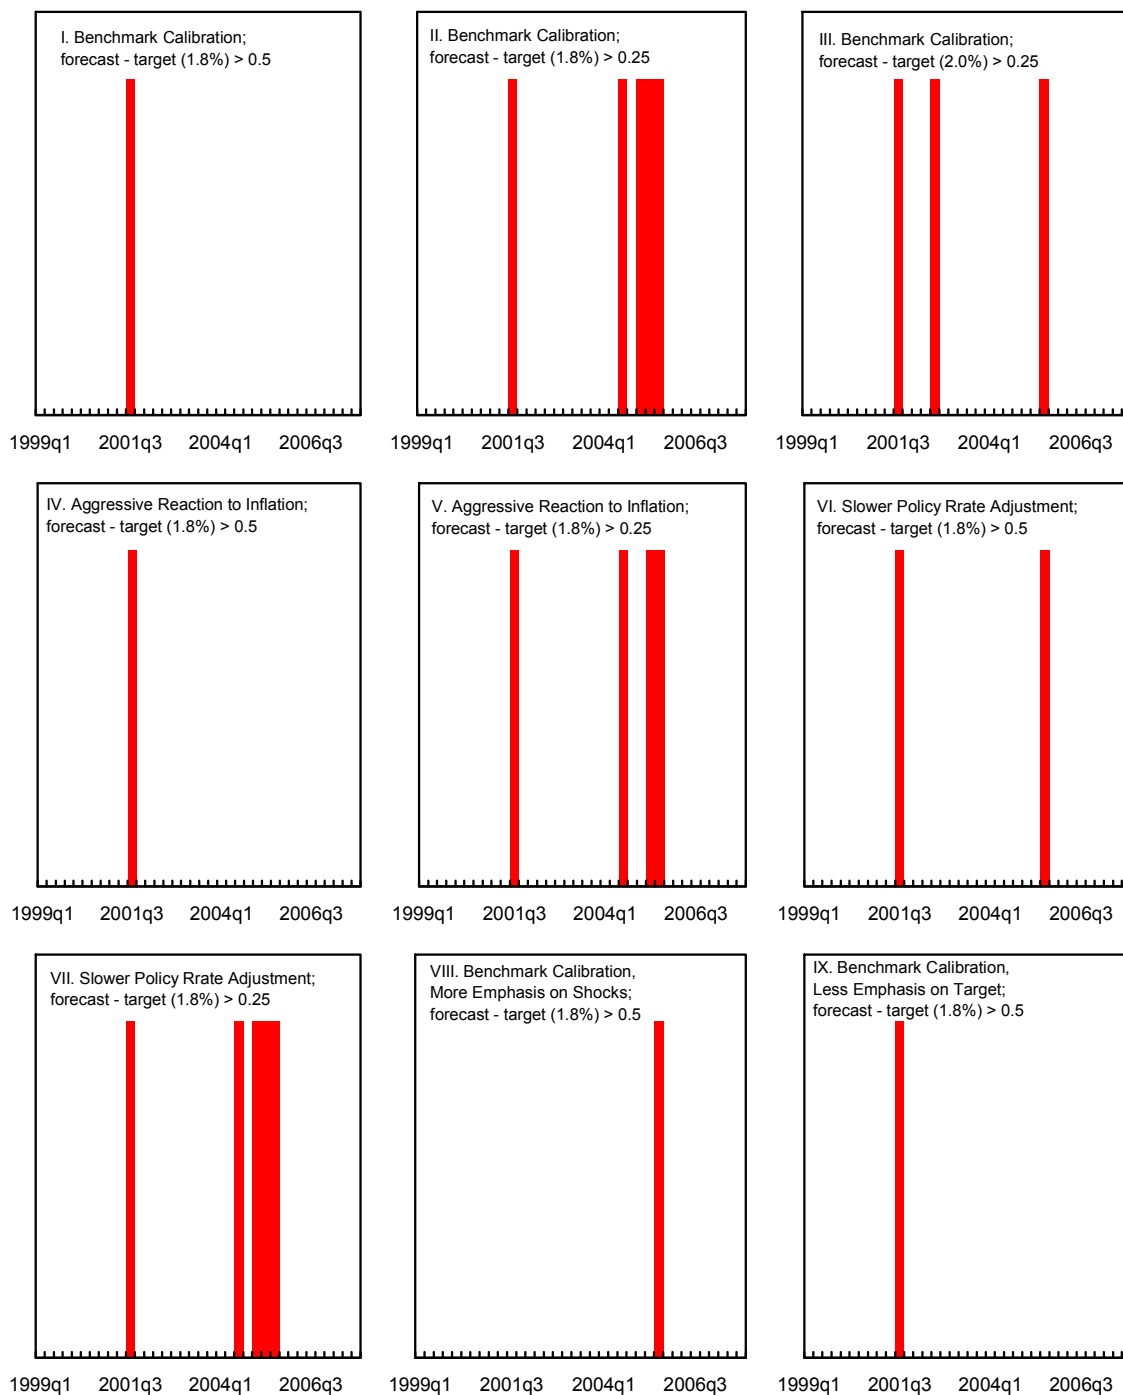 I. Benchmark Calibration;
forecast - target (1.8%) > 0.5
II. Benchmark Calibration;
forecast - target (1.8%) > 0.25
III. Benchmark Calibration;
forecast - target (2.0%) > 0.25
1999q1 2001q3 2004q1 2006q3
1999q1 2001q3 2004q1 2006q3
1999q1 2001q3 2004q1 2006q3
IV. Aggressive Reaction to Inflation;
forecast - target (1.8%) > 0.5
V. Aggressive Reaction to Inflation;
forecast - target (1.8%) > 0.25
VI. Slower Policy Rrate Adjustment;
forecast - target (1.8%) > 0.5
1999q1 2001q3 2004q1 2006q3
1999q1 2001q3 2004q1 2006q3
1999q1 2001q3 2004q1 2006q3
VII. Slower Policy Rrate Adjustment;
forecast - target (1.8%) > 0.25
VIII. Benchmark Calibration,
More Emphasis on Shocks;
forecast - target (1.8%) > 0.5
IX. Benchmark Calibration,
Less Emphasis on Target;
forecast - target (1.8%) > 0.5
1999q1 2001q3 2004q1 2006q3
1999q1 2001q3 2004q1 2006q3
1999q1 2001q3 2004q1 2006q3